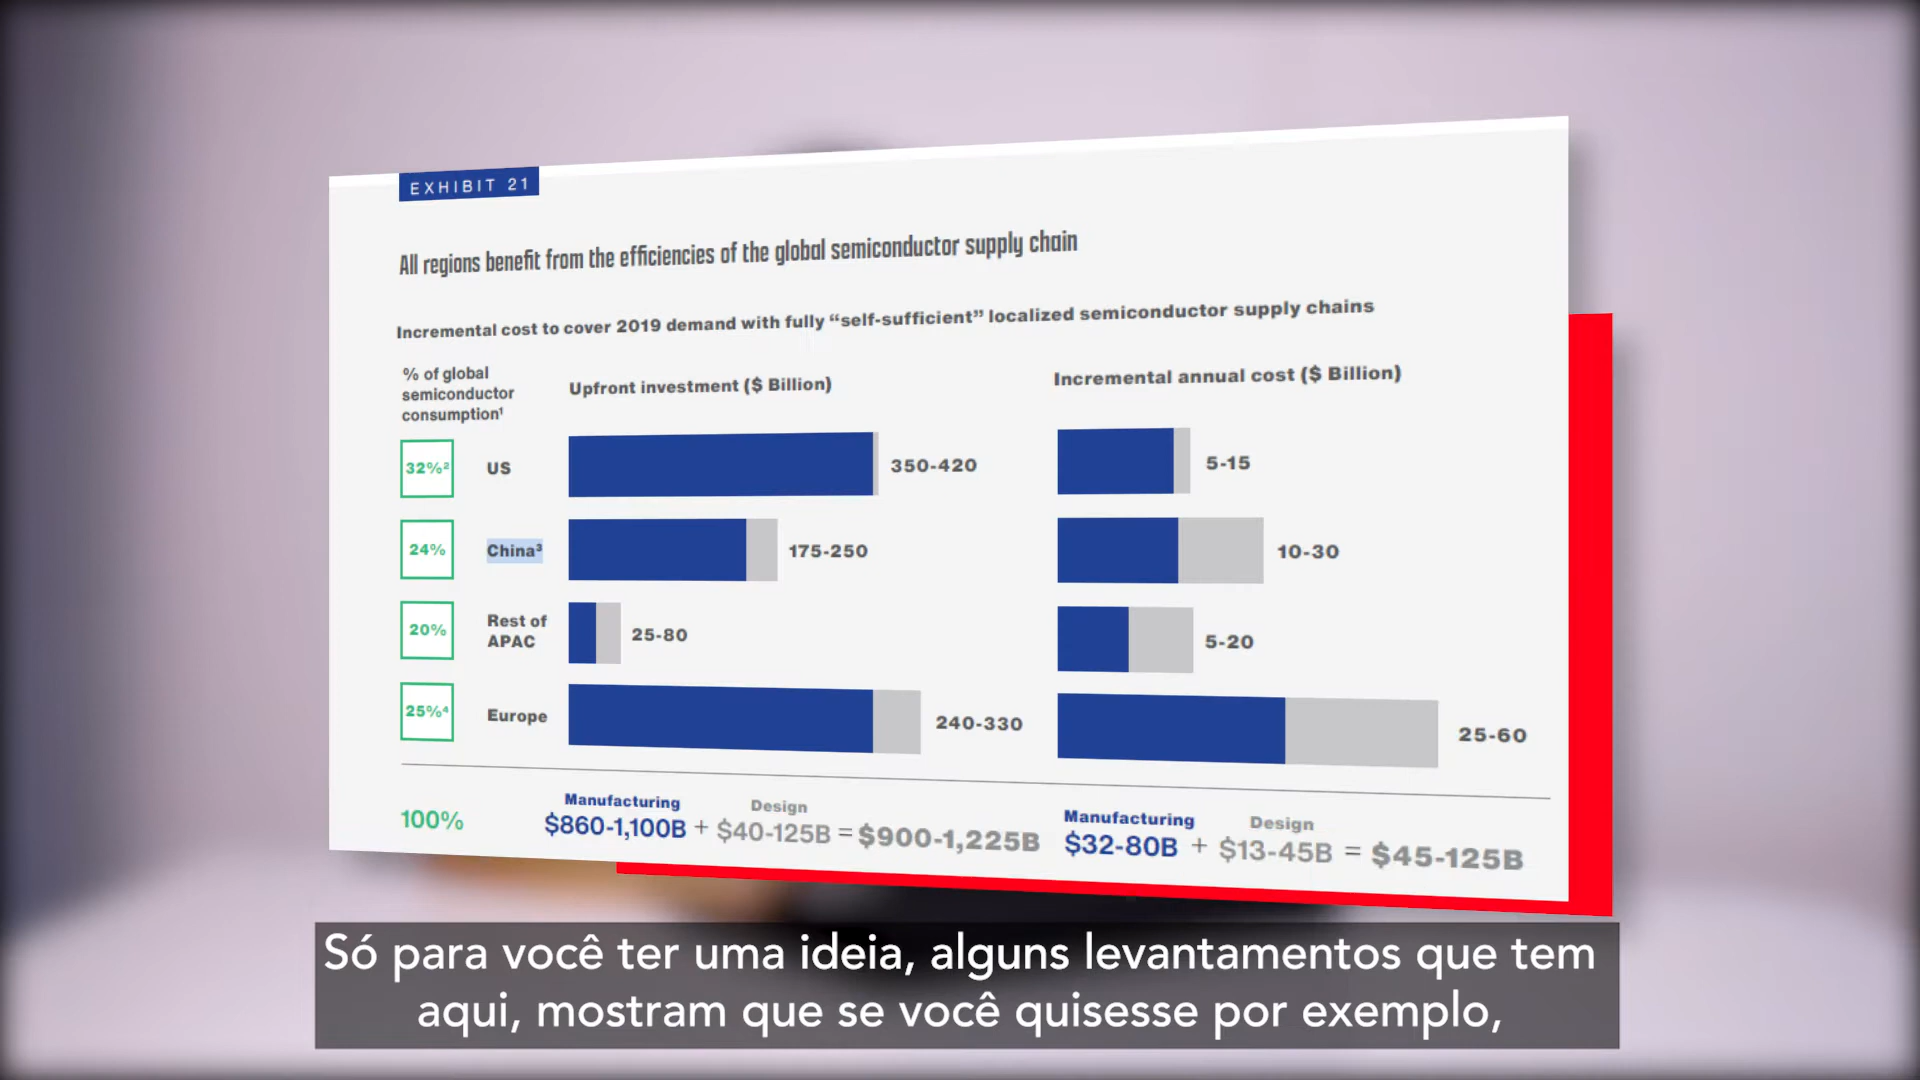 EXHIBIT 21
All regions benefit from the efficiencies of the global semiconductor supply chain
Incremental cost to cover 2019 demand with fully “self-sufficient” localized semiconductor supply chains
% of global
semiconductor
consumption¹
Upfront investment ($ Billion)
Incremental annual cost ($ Billion)
32%² US 350-420 5-15
24% China³ 175-250 10-30
20% Rest of
APAC 25-80 5-20
25%⁴ Europe 240-330 25-60
Manufacturing Design Manufacturing Design
100% $860-1,100B + $40-125B = $900-1,225B $32-80B + $13-45B = $45-125B
Só para você ter uma ideia, alguns levantamentos que tem
aqui, mostram que se você quisesse por exemplo,